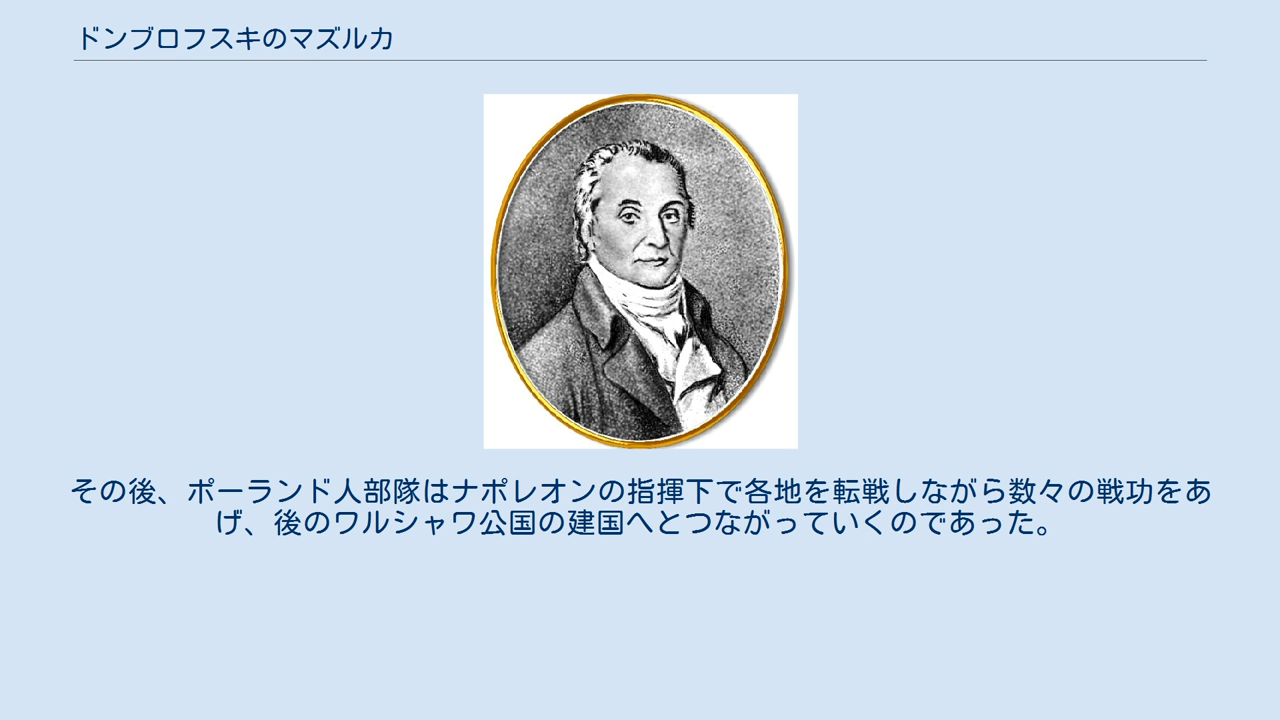 ドンブロフスキのマズルカ
その後、ポーランド人部隊はナポレオンの指揮下で各地を転戦しながら数々の戦功をあ
げ、後のワルシャワ公国の建国へとつながっていくのであった。